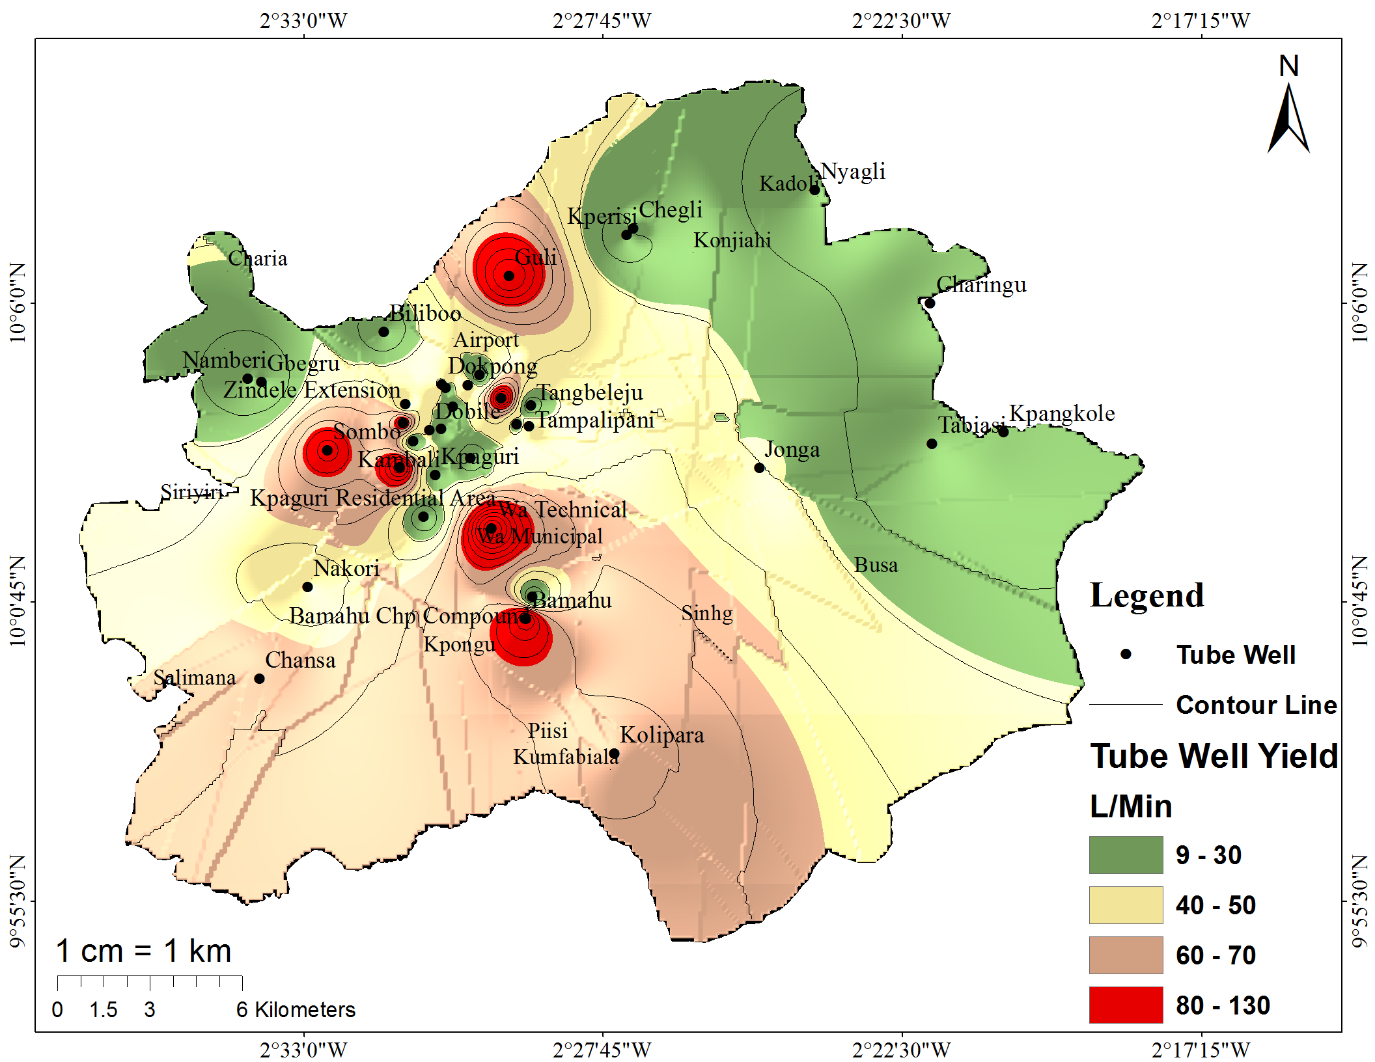 2°33'0"W
2°27'45"W
2°22'30"W
2°17'15"W
N
Nyagli
Kadoli
Chegli
Kperisi
Konjiahi
Charia
Guli
10°6'0"N
10°6'0"N
Gharingu
Biliboo
Airport
Namberi
Gbegru
Dokpong
Zindele Extension
Tangbeleju
Dobile
Tampalipani
Kpangkole
Tabiasi
Sombo
Kambali
Kpaguri
Jonga
Siriyiri
Kpaguri Residential Area
Wa Technical
Wa Municipal
Busa
Nakori
10°0'45"N
10°0'45"N
Bamahu
Bamahu Chp Compoun
Sinhg
Kpongu
Chansa
Salimana
Piisi
Kolipara
Kumfabiala
Legend
Tube Well
Contour Line
Tube Well Yield
L/Min
9 - 30
40 - 50
60 - 70
80 - 130
9°55'30"N
9°55'30"N
1 cm = 1 km
0 1.5 3 6 Kilometers
2°33'0"W
2°27'45"W
2°22'30"W
2°17'15"W